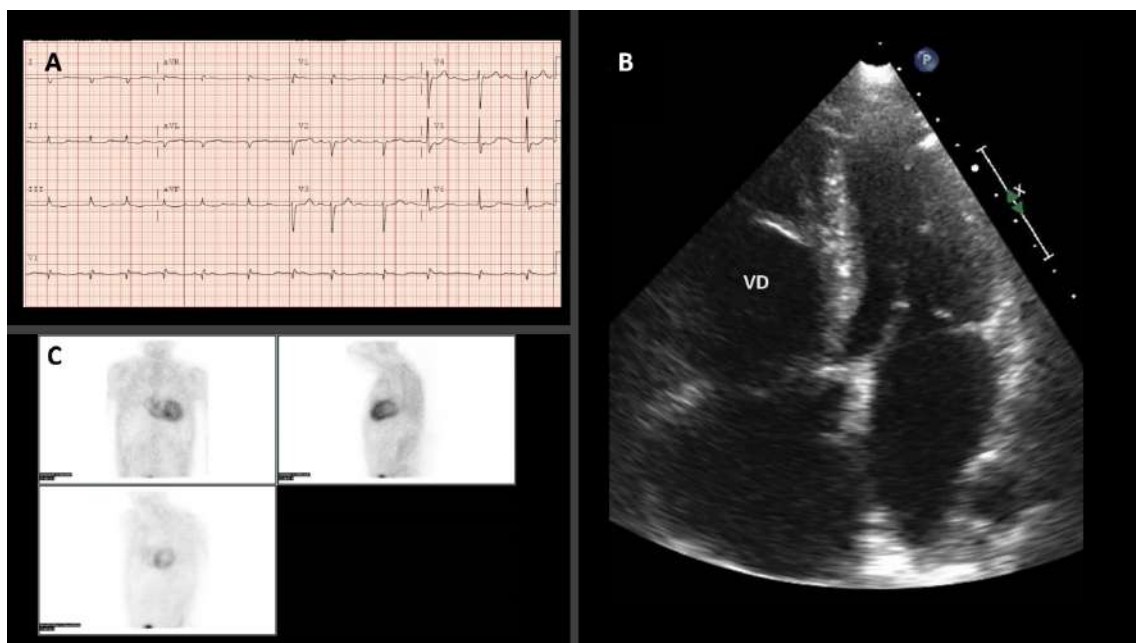 A
I aVR V1 V4
II aVL V2 V5
III aVF V3 V6
V1
B
P
VD
X
C